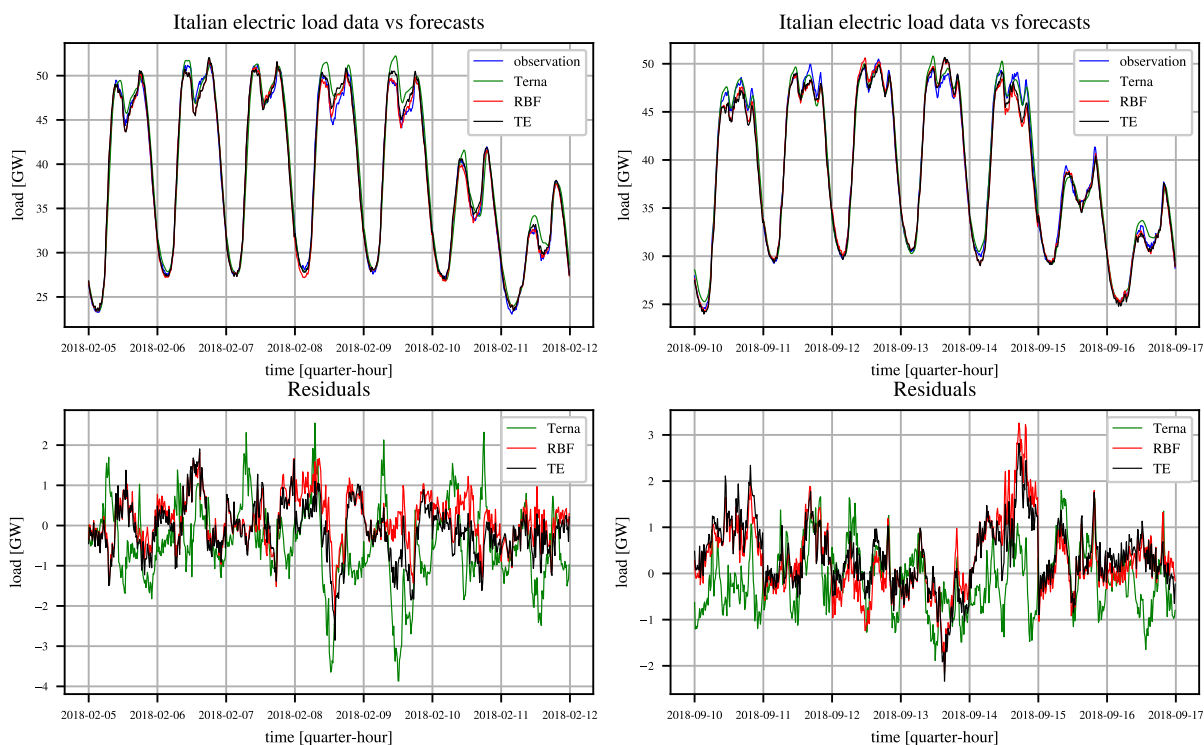 Italian electric load data vs forecasts
50
45
40
35
30
25
load [GW]
observation
Terna
RBF
TE
2018-02-05 2018-02-06 2018-02-07 2018-02-08 2018-02-09 2018-02-10 2018-02-11 2018-02-12
time [quarter-hour]
Italian electric load data vs forecasts
50
45
40
35
30
25
load [GW]
observation
Terna
RBF
TE
2018-09-10 2018-09-11 2018-09-12 2018-09-13 2018-09-14 2018-09-15 2018-09-16 2018-09-17
time [quarter-hour]
Residuals
2
1
0
−1
−2
−3
−4
load [GW]
Terna
RBF
TE
2018-02-05 2018-02-06 2018-02-07 2018-02-08 2018-02-09 2018-02-10 2018-02-11 2018-02-12
time [quarter-hour]
Residuals
3
2
1
0
−1
−2
load [GW]
Terna
RBF
TE
2018-09-10 2018-09-11 2018-09-12 2018-09-13 2018-09-14 2018-09-15 2018-09-16 2018-09-17
time [quarter-hour]